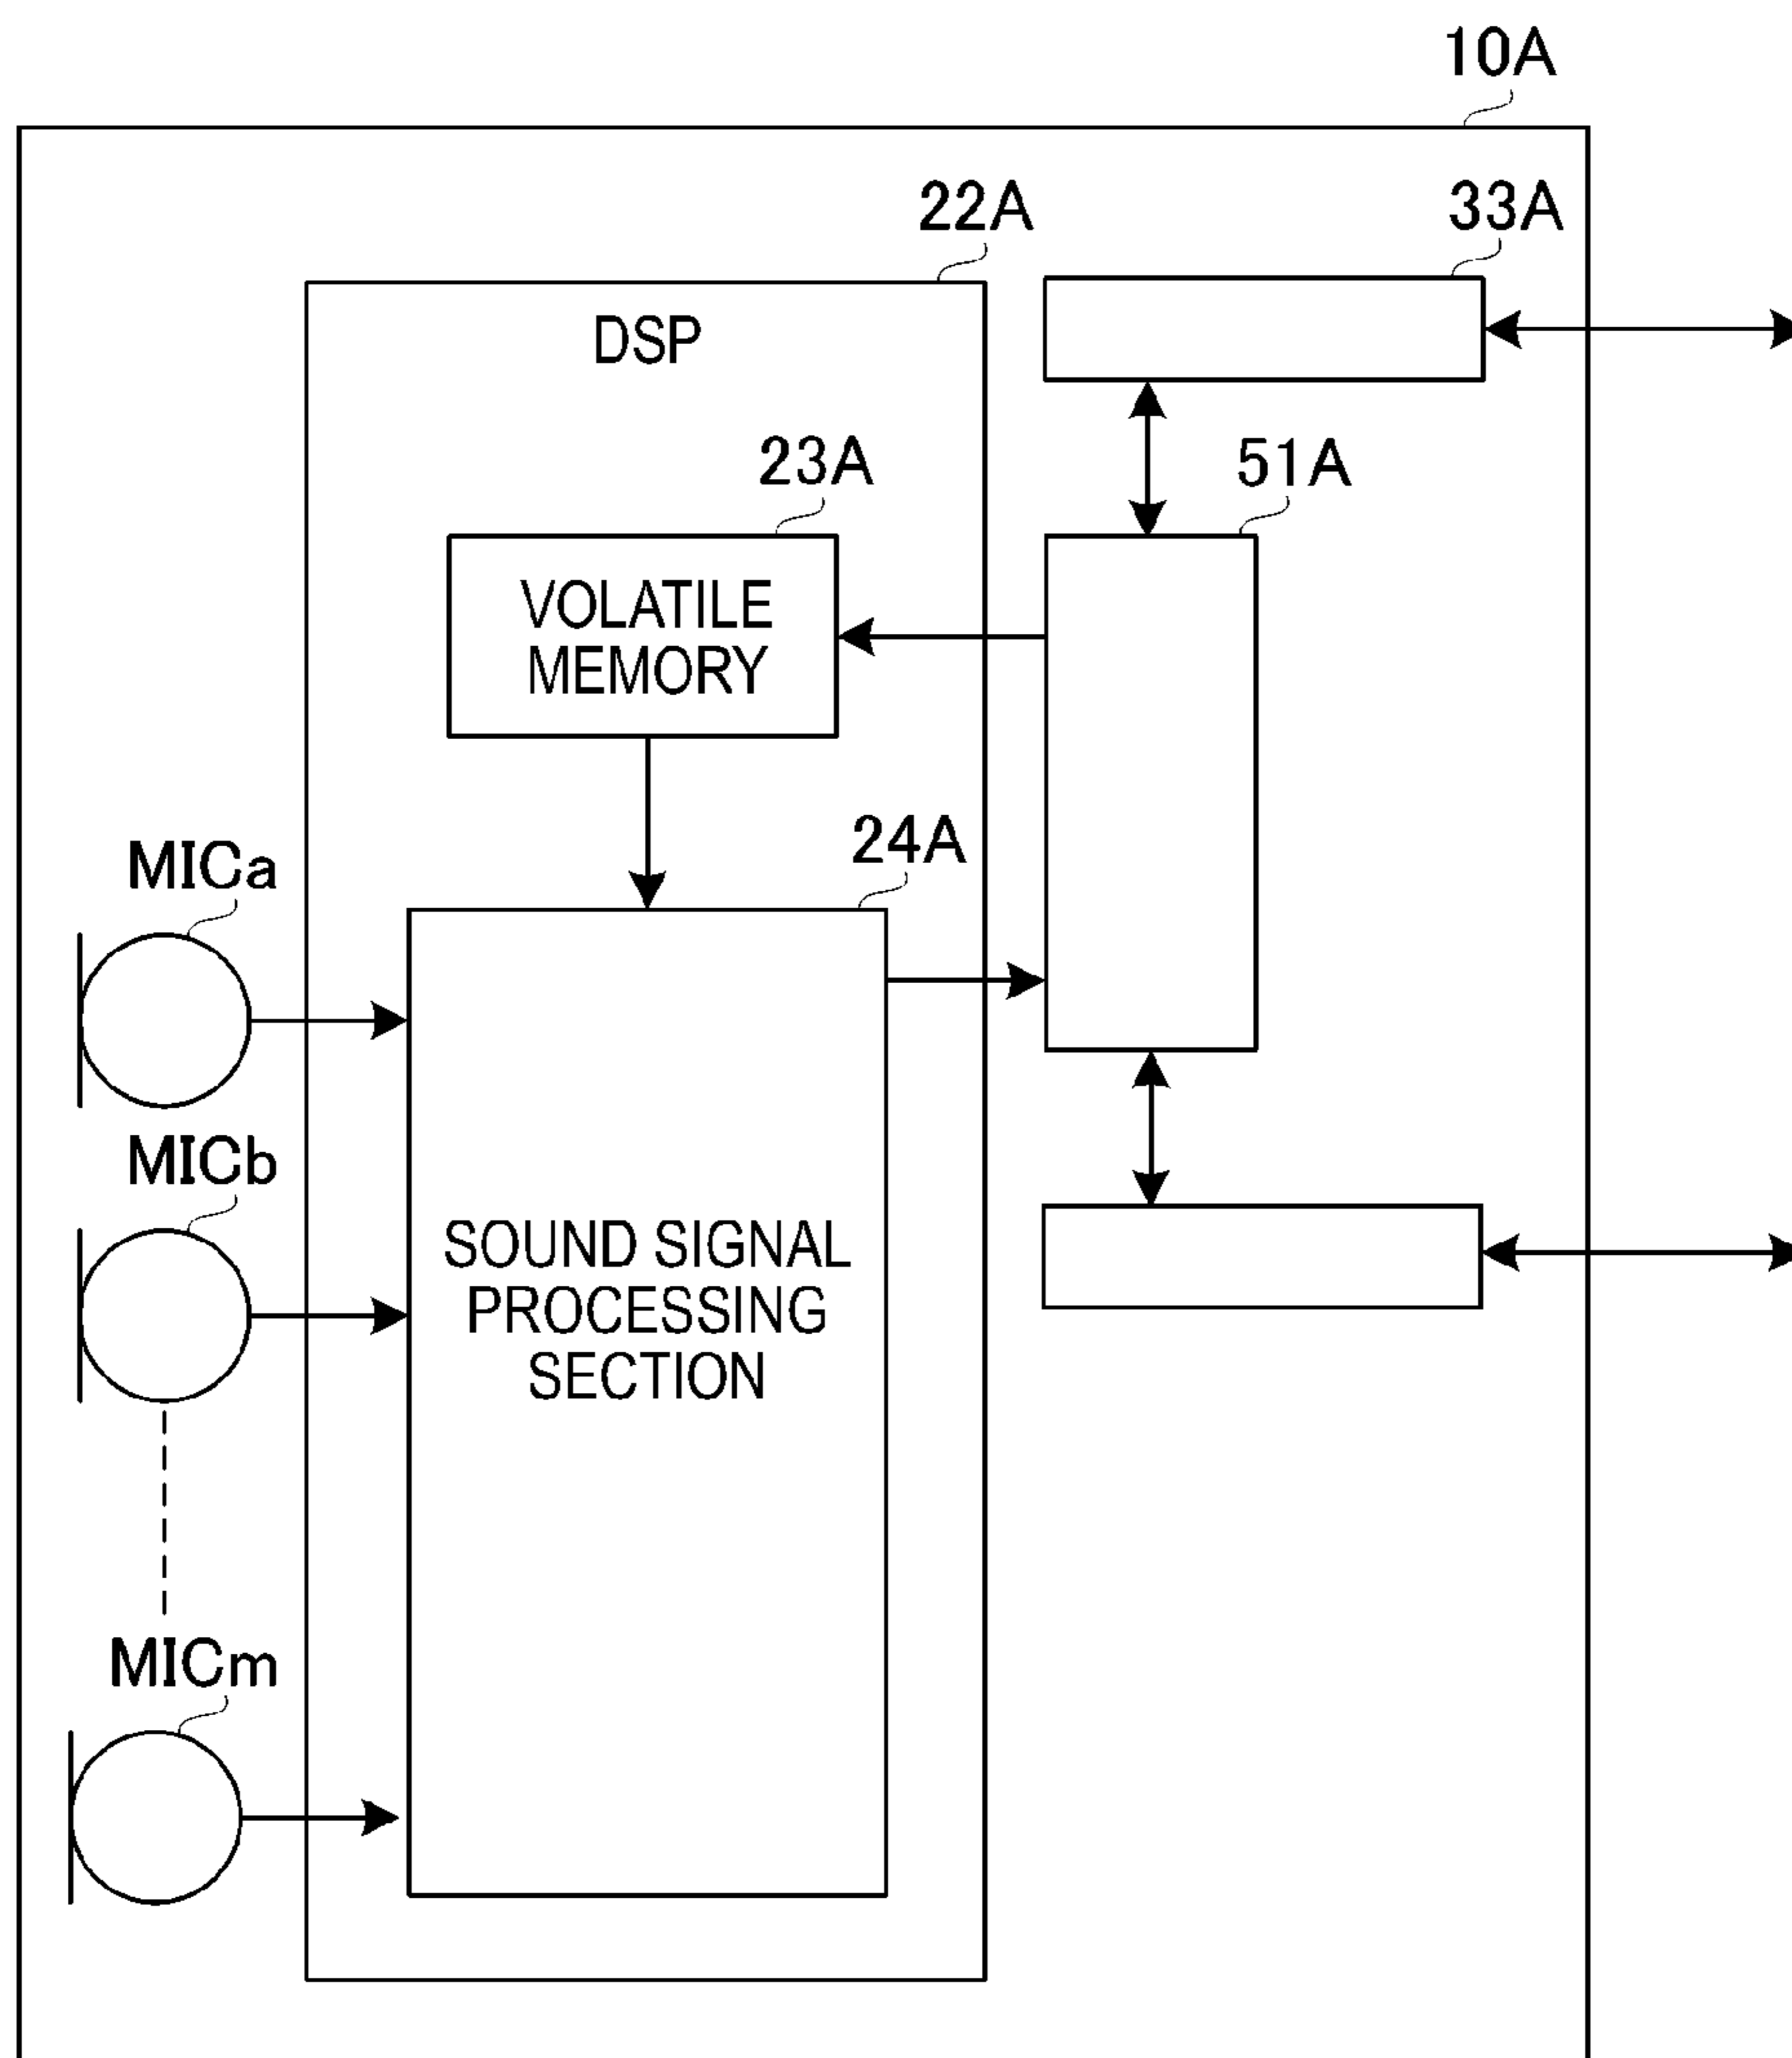 10A
22A
33A
DSP
23A
51A
VOLATILE
MEMORY
24A
MICa
MICb
SOUND SIGNAL
PROCESSING
SECTION
MICm